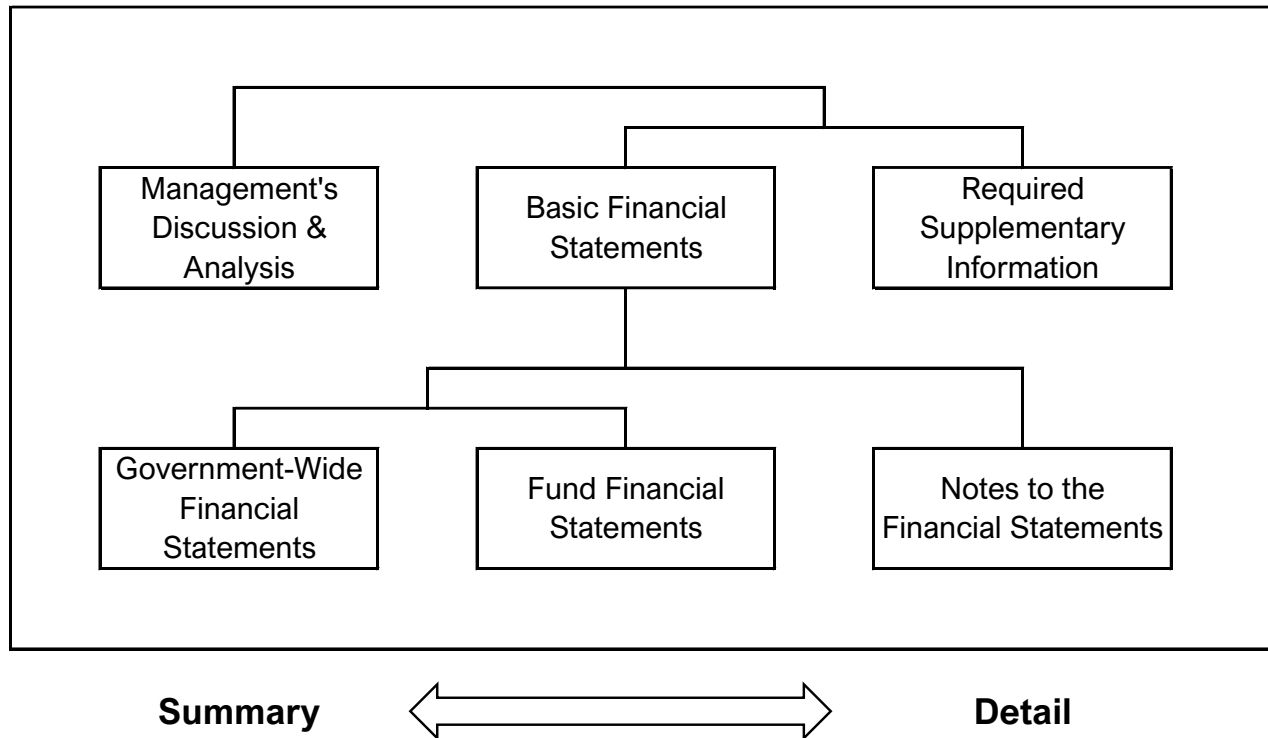 Management's
Discussion &
Analysis
Basic Financial
Statements
Required
Supplementary
Information
Government-Wide
Financial
Statements
Fund Financial
Statements
Notes to the
Financial Statements
Summary
Detail